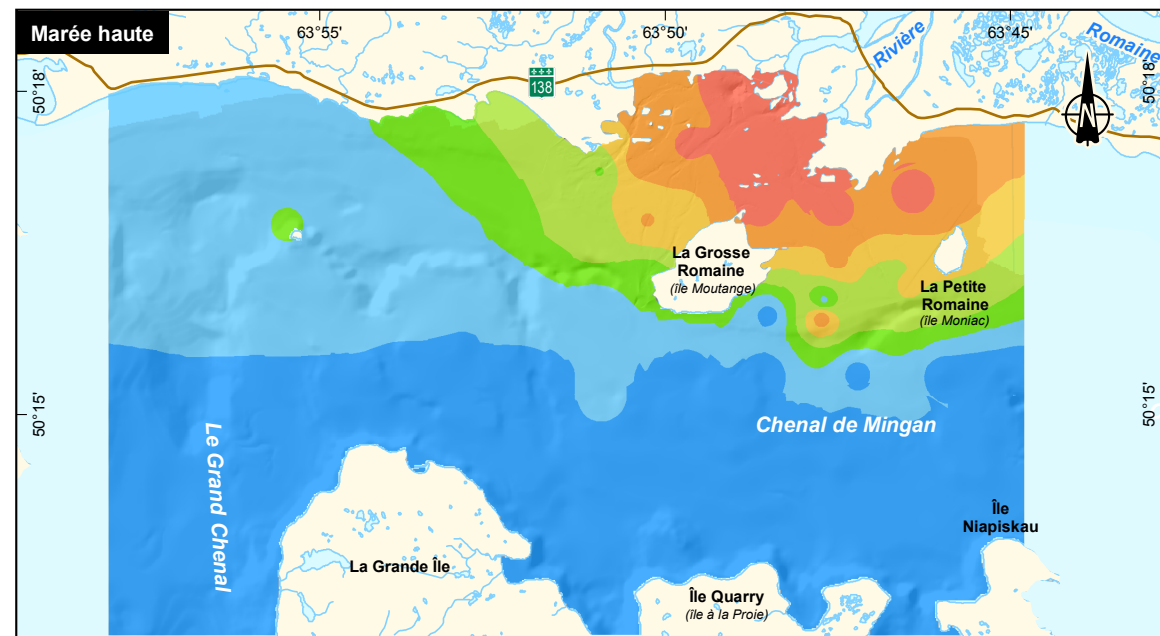 Marée haute
63°55'
63°50'
63°45'
Rivière
Romaine
138
50°18'
50°18'
N
La Grosse
Romaine
(île Moutange)
La Petite
Romaine
(île Moniac)
50°15'
50°15'
Chenal de Mingan
Le Grand Chenal
Île
Niapiskau
La Grande Île
Île Quarry
(île à la Proie)